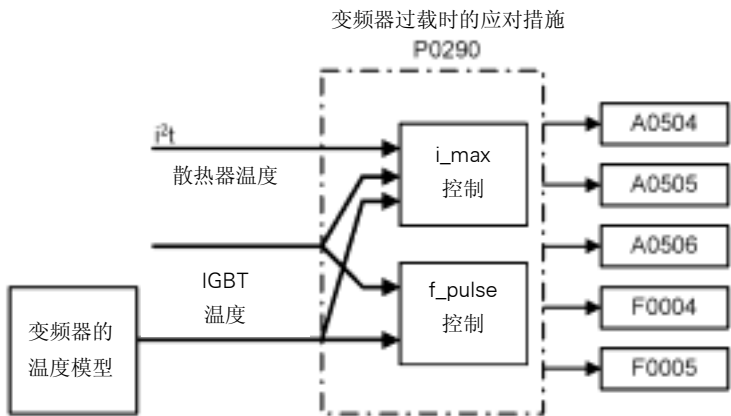 变频器过载时的应对措施
P0290
i²t
散热器温度
IGBT
温度
变频器的
温度模型
i_max
控制
f_pulse
控制
A0504
A0505
A0506
F0004
F0005